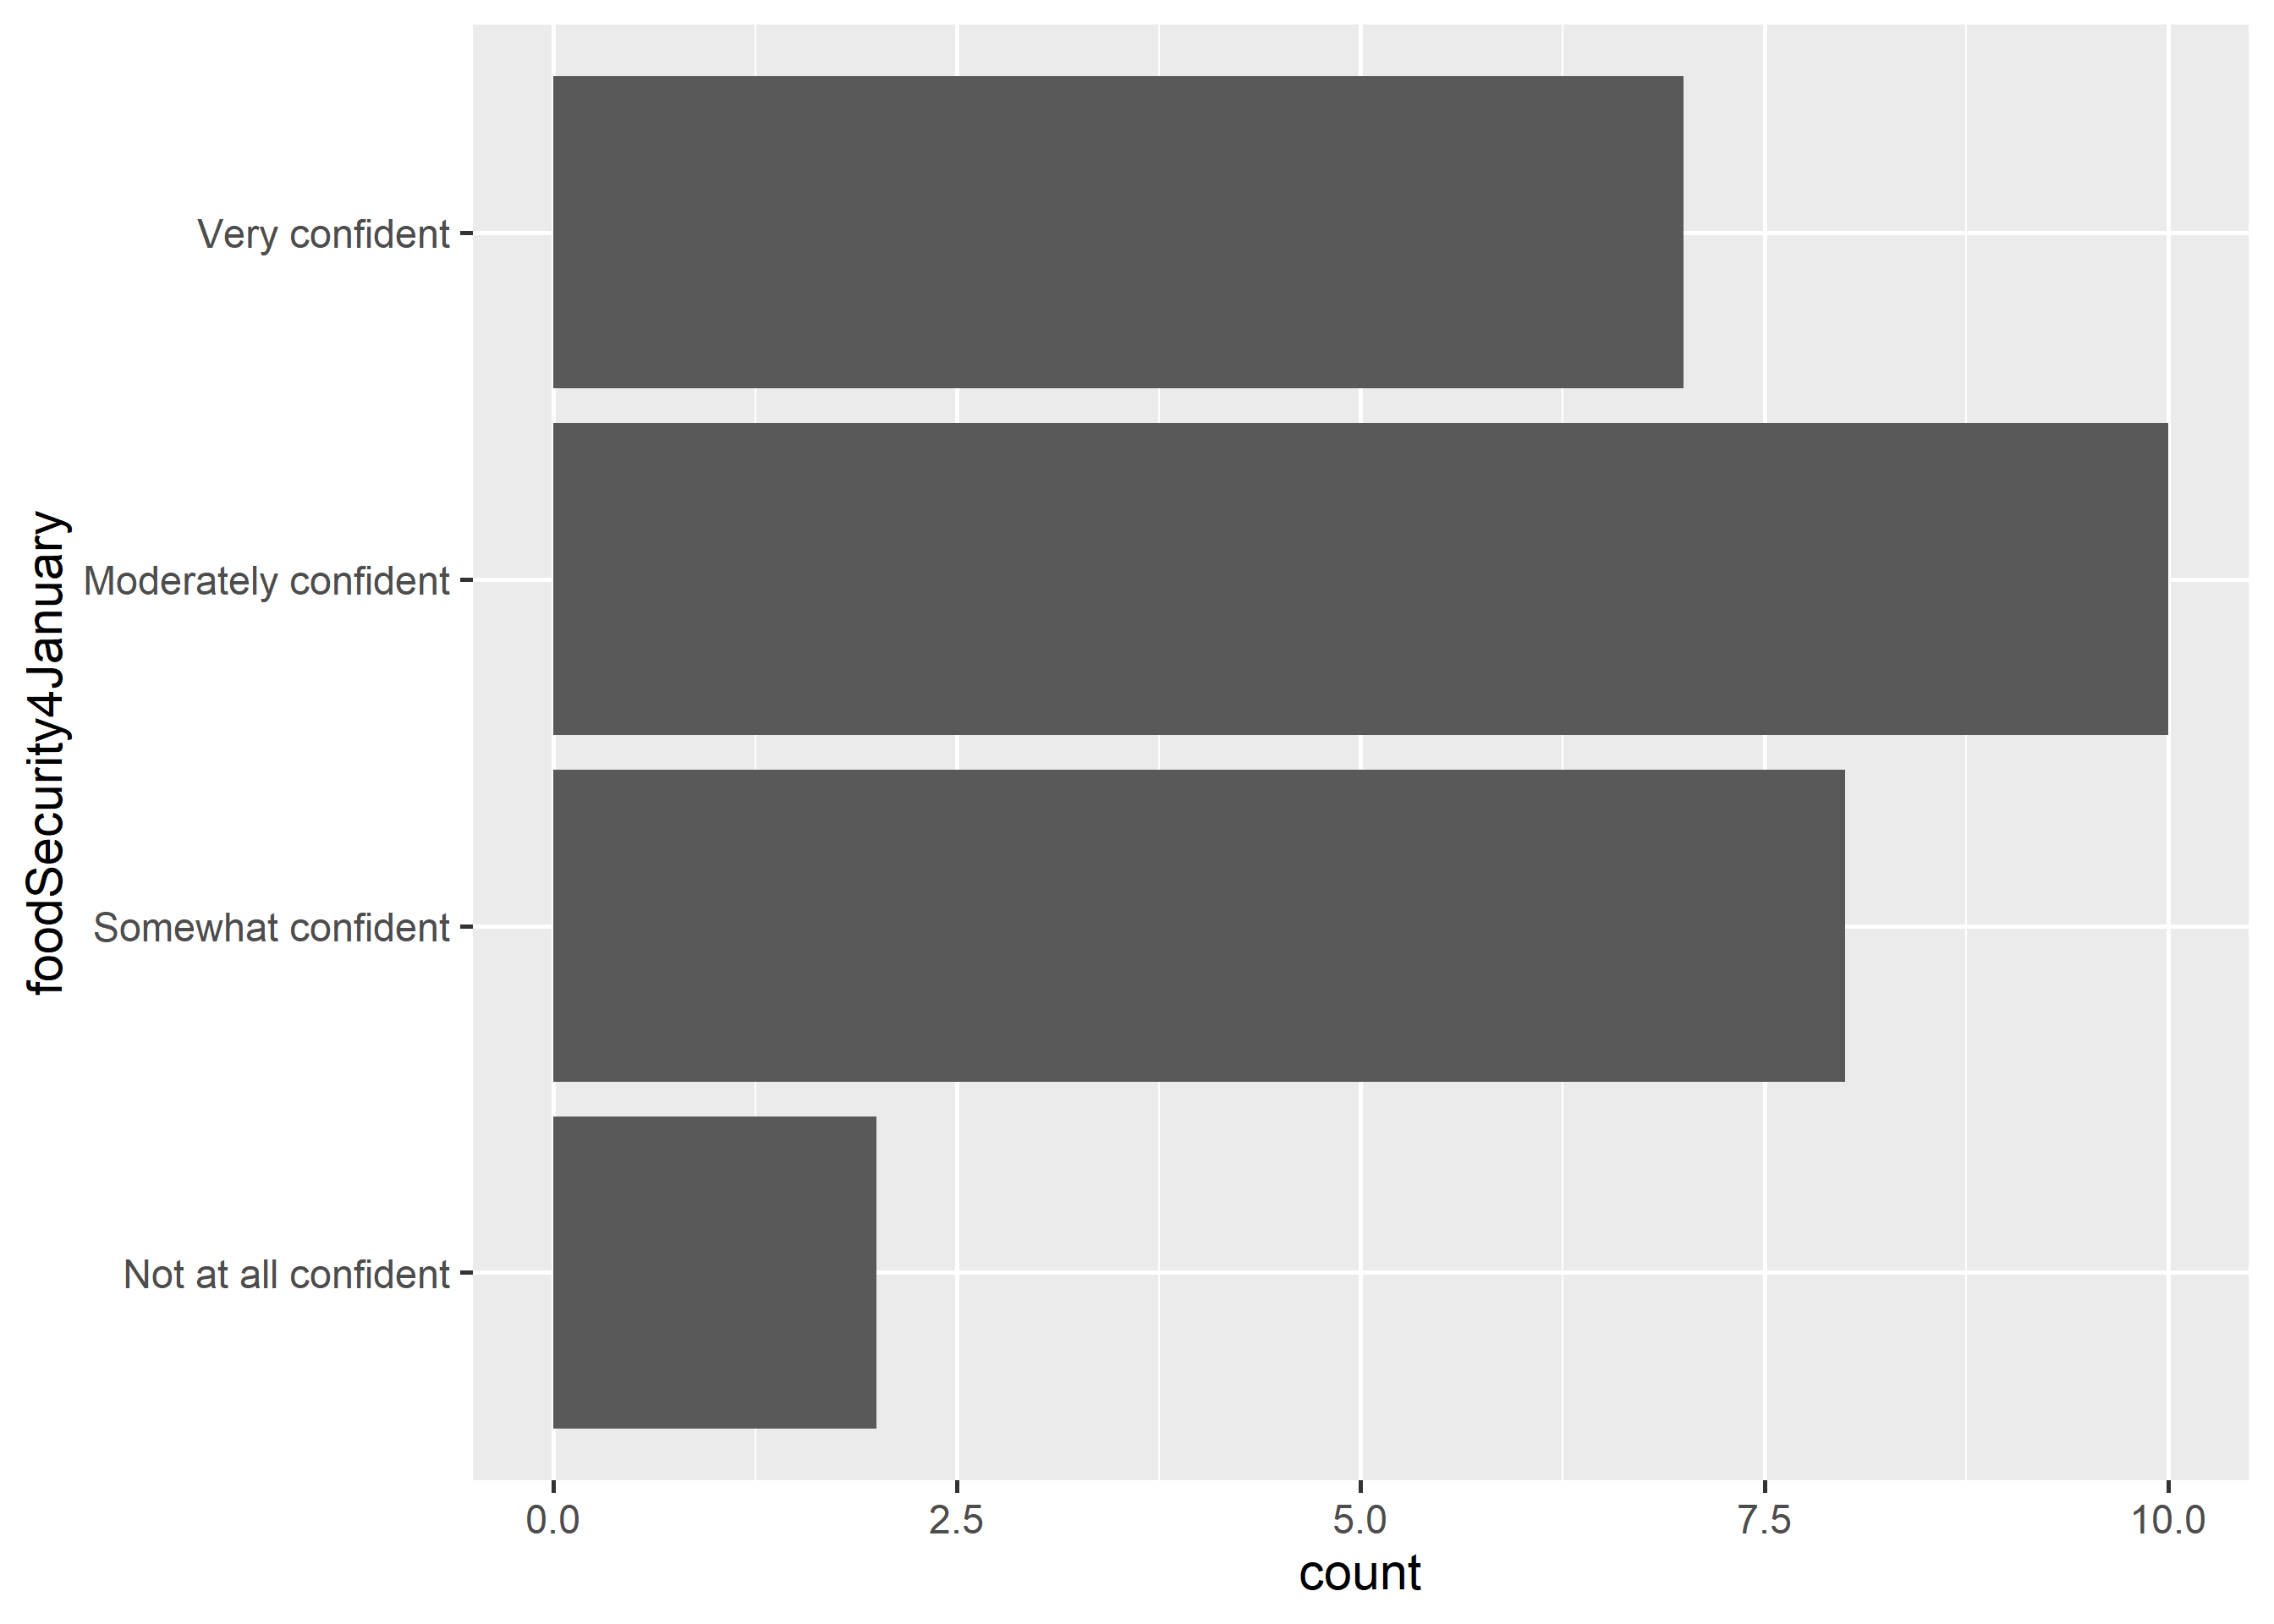 foodSecurity4January
Very confident
Moderately confident
Somewhat confident
Not at all confident
0.0 2.5 5.0 7.5 10.0
count